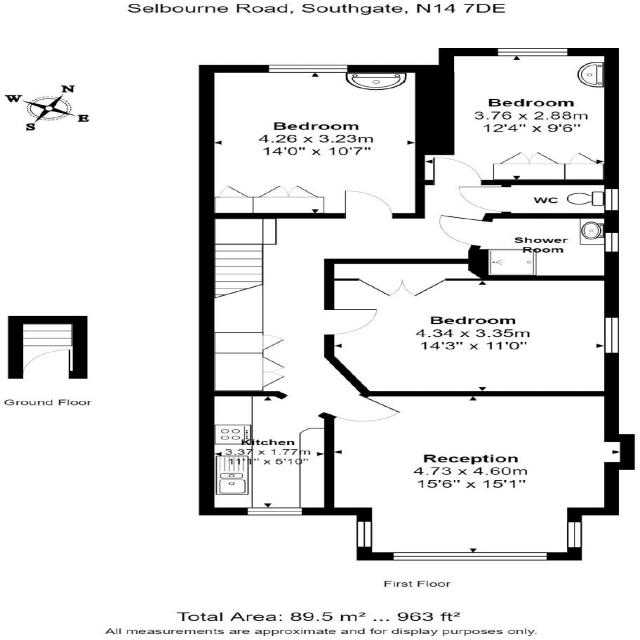 Selbourne Road, Southgate, N14 7DE
N
W
E
S
Bedroom
4.26 x 3.23m
14'0" x 10'7"
Bedroom
3.76 x 2.88m
12'4" x 9'6"
WC
Shower
Room
Bedroom
4.34 x 3.35m
14'3" x 11'0"
Ground Floor
Kitchen
3.37 x 1.77m
11'1" x 5'10"
Reception
4.73 x 4.60m
15'6" x 15'1"
First Floor
Total Area: 89.5 m² ... 963 ft²
All measurements are approximate and for display purposes only.